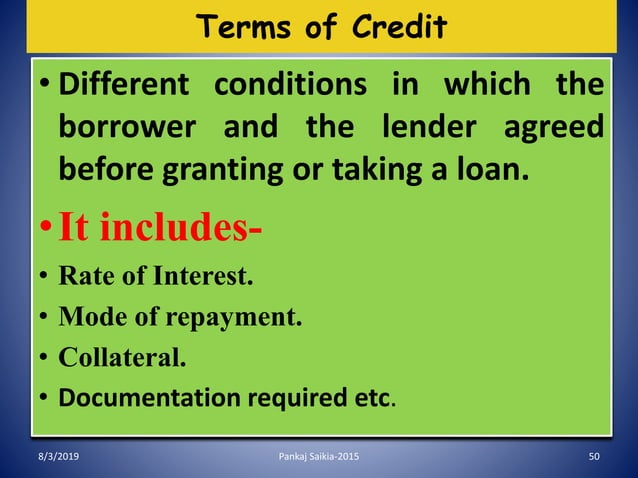 Terms of Credit
• Different conditions in which the
borrower and the lender agreed
before granting or taking a loan.
• It includes-
• Rate of Interest.
• Mode of repayment.
• Collateral.
• Documentation required etc.
8/3/2019 Pankaj Saikia-2015 50